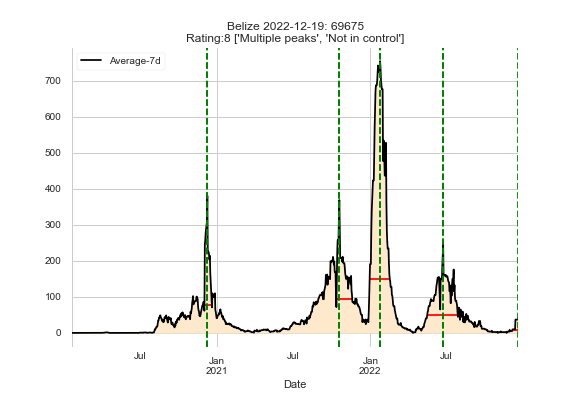 Belize 2022-12-19: 69675
Rating:8 ['Multiple peaks', 'Not in control']
Average-7d
700
600
500
400
300
200
100
0
Jul
Jan
2021
Jul
Jan
2022
Jul
Date